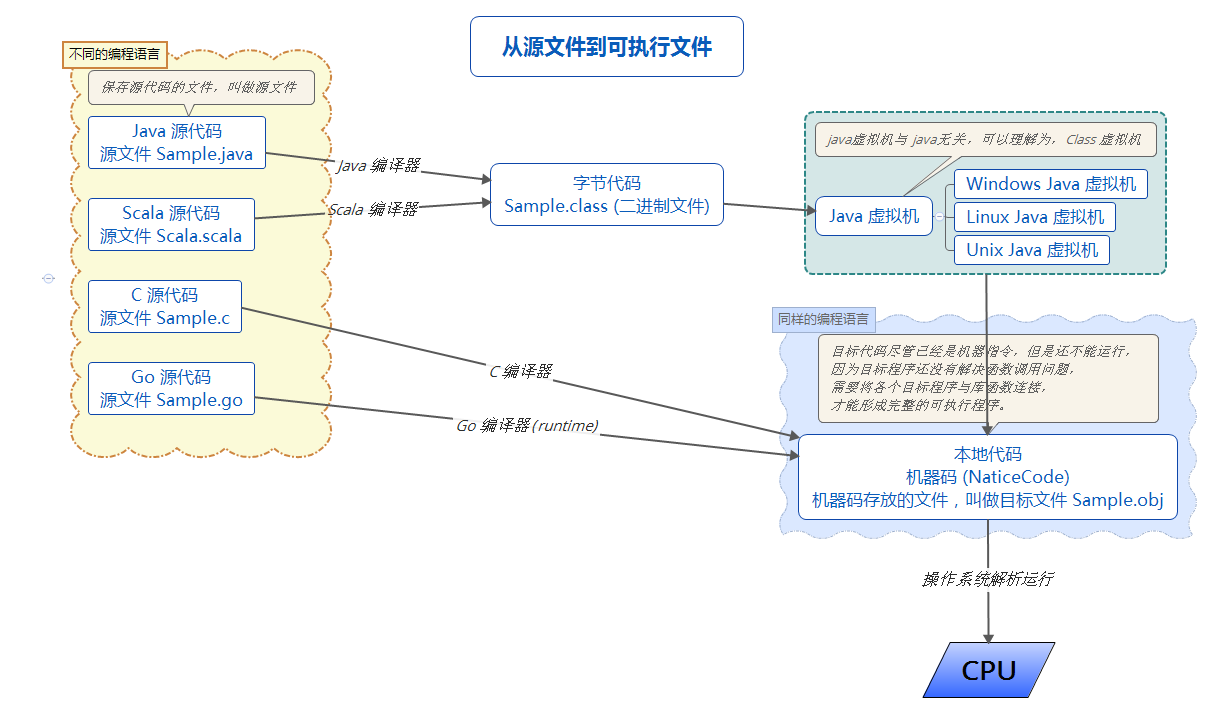 从源文件到可执行文件
不同的编程语言
保存源代码的文件，叫做源文件
Java 源代码
源文件 Sample.java
Scala 源代码
源文件 Scala.scala
C 源代码
源文件 Sample.c
Go 源代码
源文件 Sample.go
Java 编译器
Scala 编译器
C 编译器
Go 编译器(runtime)
字节代码
Sample.class (二进制文件)
java虚拟机与 java无关，可以理解为，Class 虚拟机
Java 虚拟机
Windows Java 虚拟机
Linux Java 虚拟机
Unix Java 虚拟机
同样的编程语言
目标代码尽管已经是机器指令，但是还不能运行，
因为目标程序还没有解决函数调用问题，
需要将各个目标程序与库函数连接，
才能形成完整的可执行程序。
本地代码
机器码 (NaticeCode)
机器码存放的文件，叫做目标文件 Sample.obj
操作系统解析运行
CPU